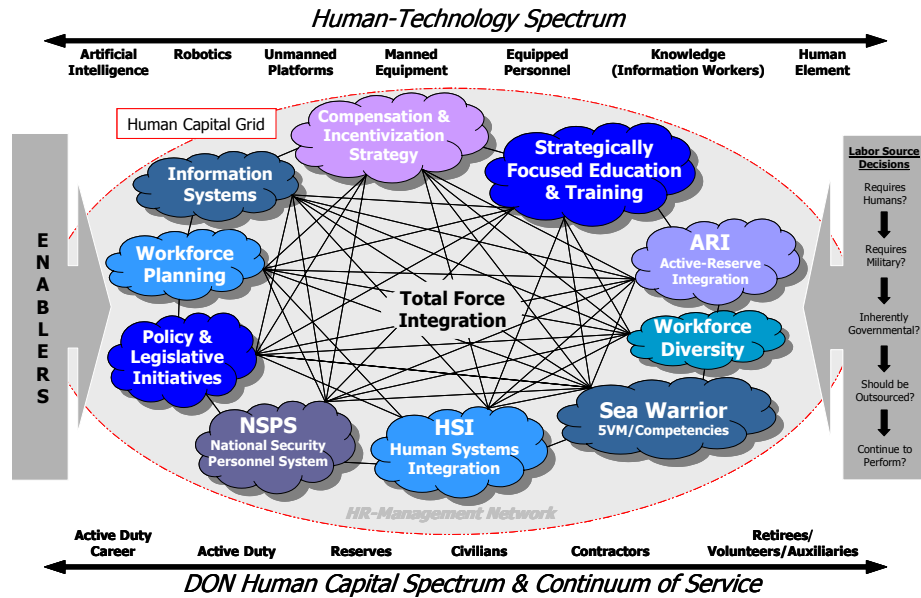 Human-Technology Spectrum
Artificial
Intelligence
Robotics
Unmanned
Platforms
Manned
Equipment
Equipped
Personnel
Knowledge
(Information Workers)
Human
Element
Human Capital Grid
Compensation &
Incentivization
Strategy
Strategically
Focused Education
& Training
Information
Systems
Workforce
Planning
Policy &
Legislative
Initiatives
NSPS
National Security
Personnel System
HSI
Human Systems
Integration
Sea Warrior
5VM/Competencies
Workforce
Diversity
ARI
Active-Reserve
Integration
Total Force
Integration
HR-Management Network
ENABLERS
Labor Source
Decisions
Requires
Humans?
Requires
Military?
Inherently
Governmental?
Should be
Outsourced?
Continue to
Perform?
Active Duty
Career
Active Duty
Reserves
Civilians
Contractors
Retirees/
Volunteers/Auxiliaries
DON Human Capital Spectrum & Continuum of Service